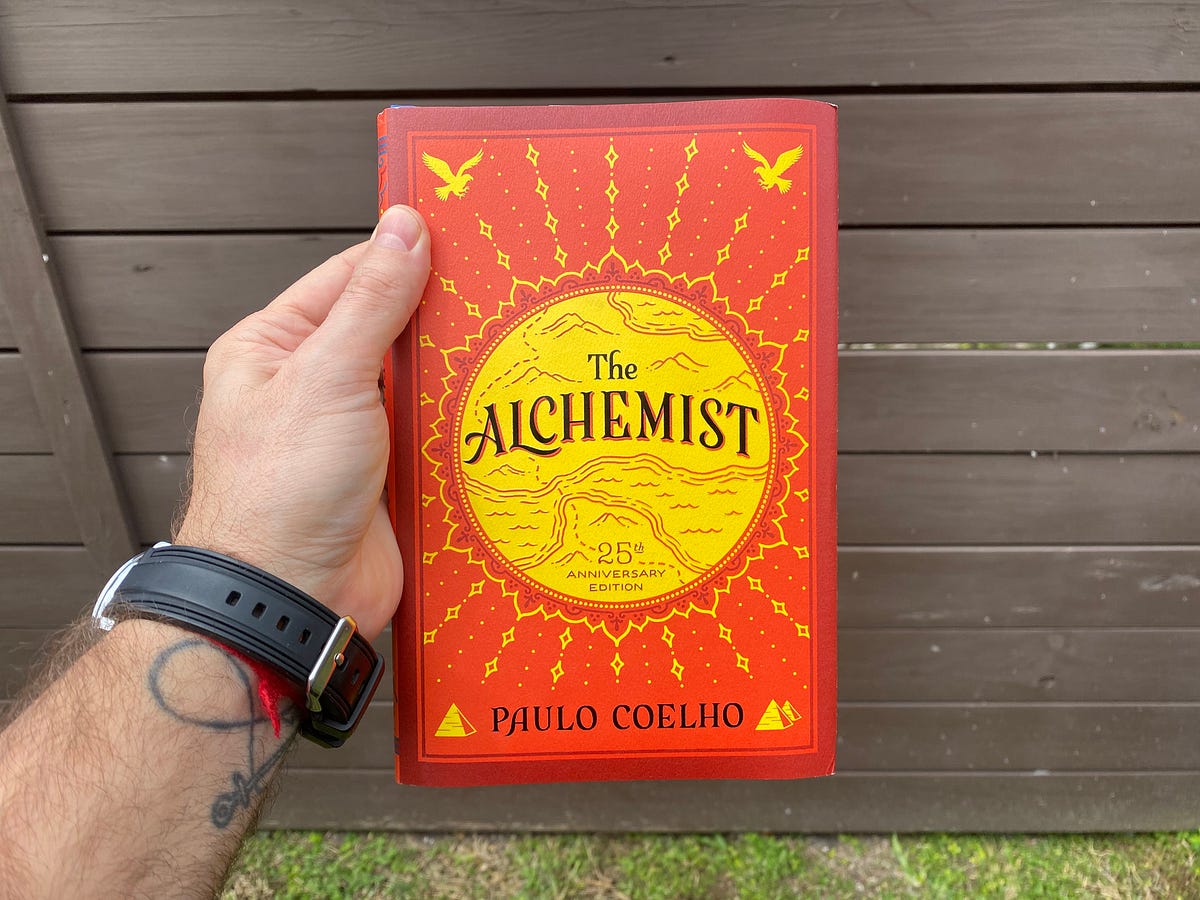 The
ALCHEMIST
25th
ANNIVERSARY
EDITION
PAULO COELHO